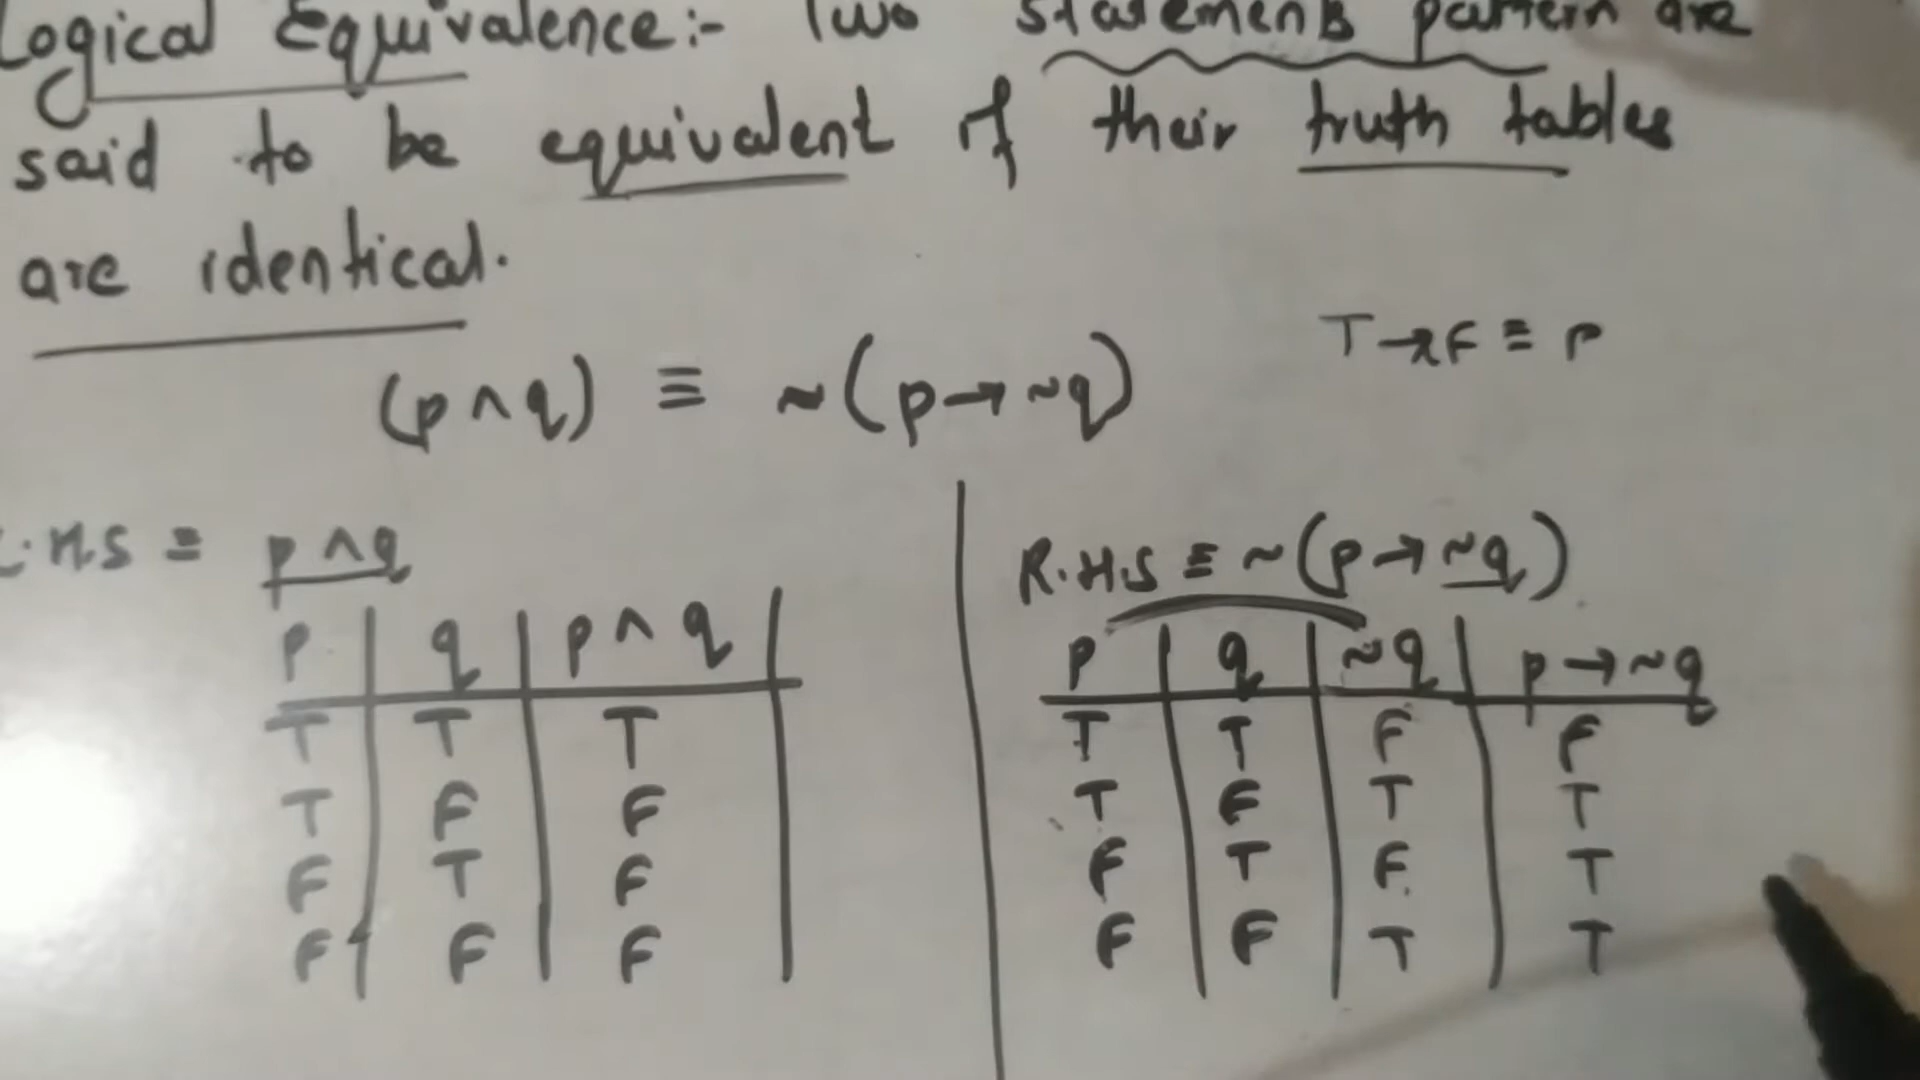 Logical Equivalence:- Two statements pattern are
said to be equivalent if their truth tables
are identical.
T→F ≡ F
(p ∧ q) ≡ ~(p → ~q)
L.H.S ≡ p ∧ q
p q p ∧ q
T T T
T F F
F T F
F F F
R.H.S ≡ ~(p → ~q)
p q ~q p → ~q
T T F F
T F T T
F T F T
F F T T